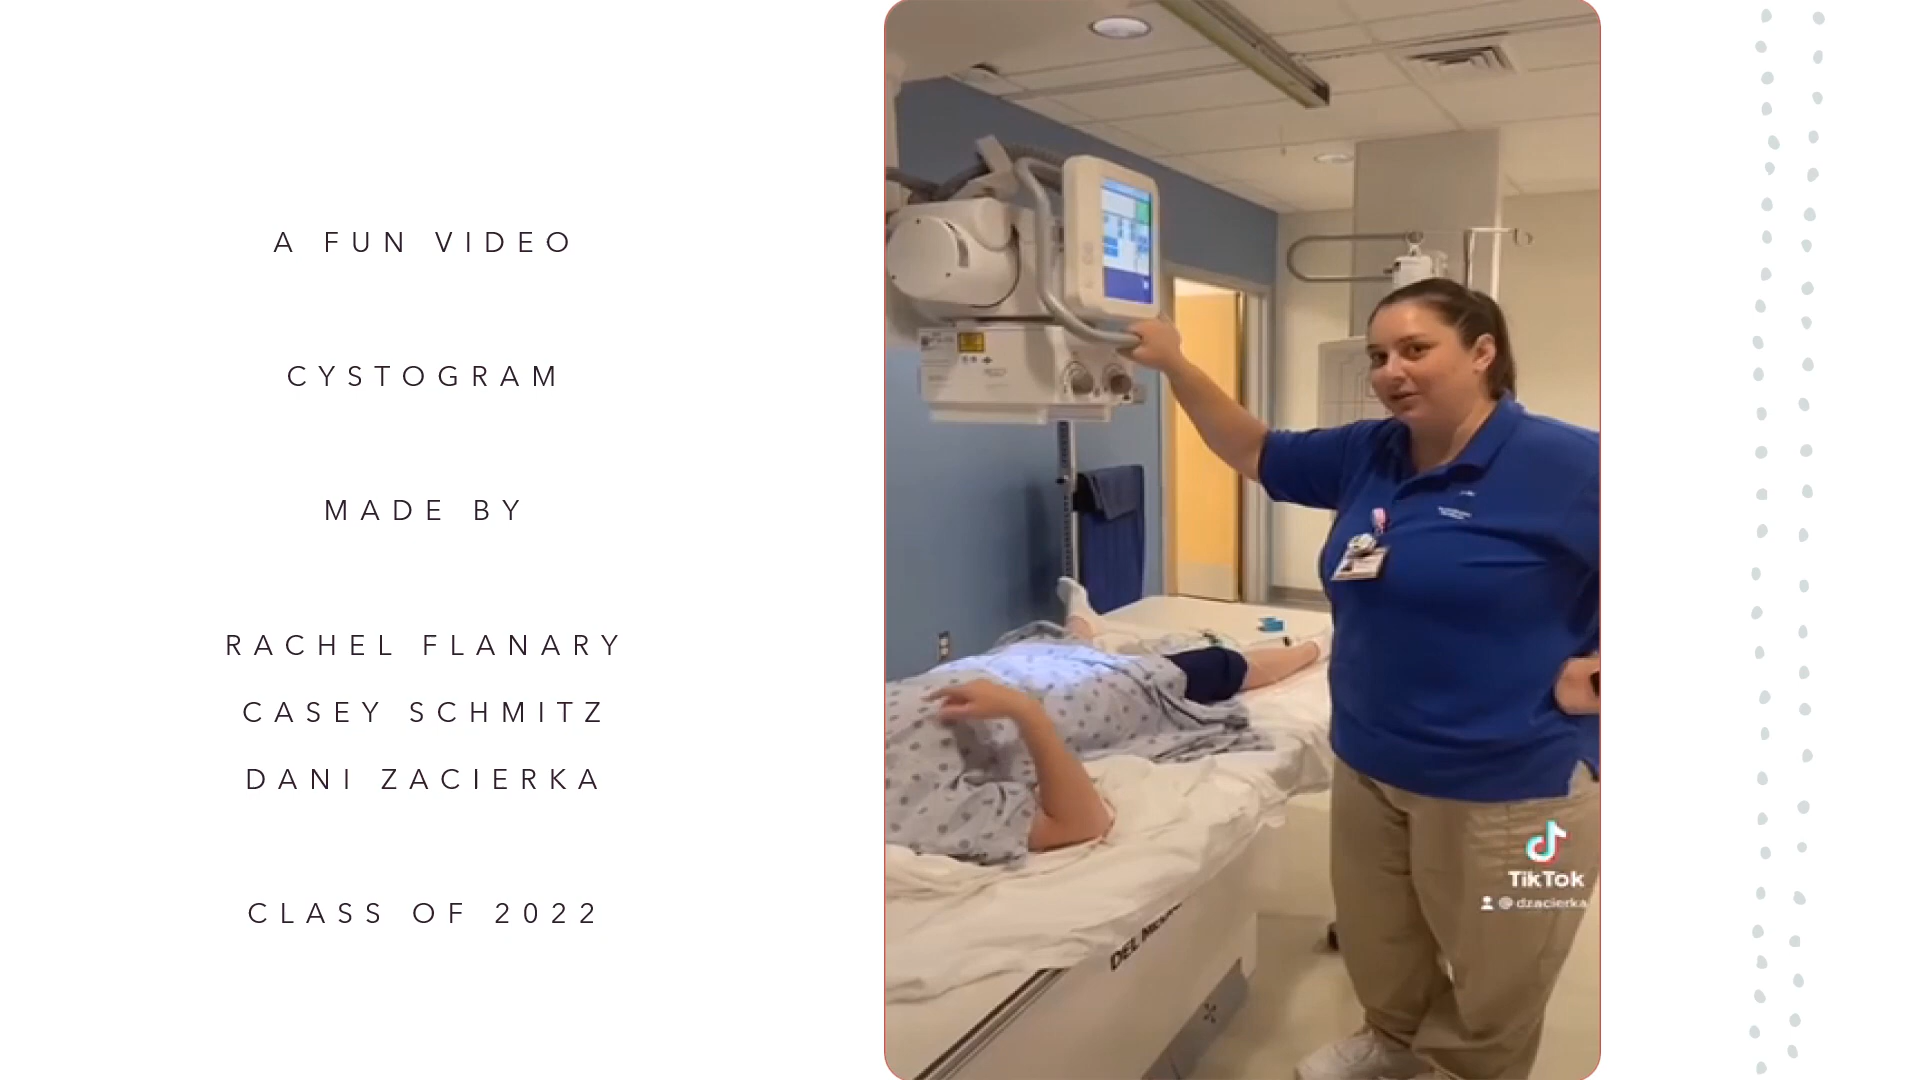 A FUN VIDEO
CYSTOGRAM
MADE BY
RACHEL FLANARY
CASEY SCHMITZ
DANI ZACIERKA
CLASS OF 2022
TikTok
@dzacierka